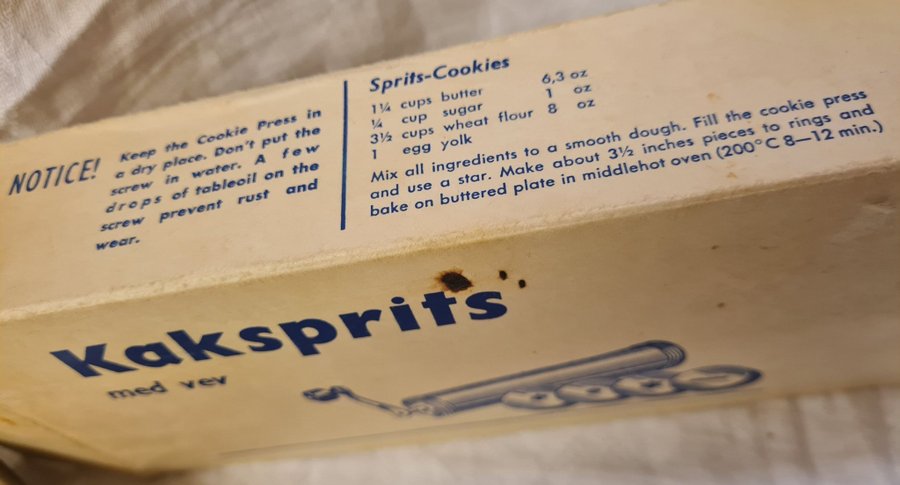 NOTICE!
Keep the Cookie Press in
a dry place. Don't put the
screw in water. A few
drops of tableoil on the
screw prevent rust and
wear.
Sprits-Cookies
1¼ cups butter 6,3 oz
¼ cup sugar 1 oz
3½ cups wheat flour 8 oz
1 egg yolk
Mix all ingredients to a smooth dough. Fill the cookie press
and use a star. Make about 3½ inches pieces to rings and
bake on buttered plate in middlehot oven (200°C 8—12 min.)
Kaksprits
med vev